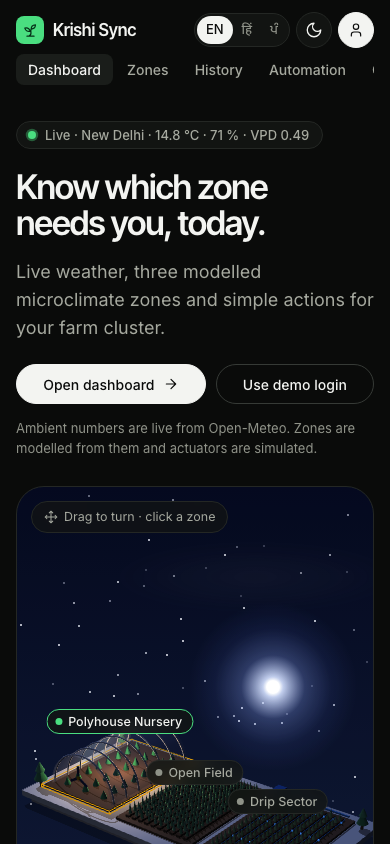 Krishi Sync
EN हिं ਪੰ
Dashboard Zones History Automation
Live · New Delhi · 14.8 °C · 71 % · VPD 0.49
Know which zone
needs you, today.
Live weather, three modelled
microclimate zones and simple actions for
your farm cluster.
Open dashboard → Use demo login
Ambient numbers are live from Open-Meteo. Zones are
modelled from them and actuators are simulated.
Drag to turn · click a zone
Polyhouse Nursery
Open Field
Drip Sector